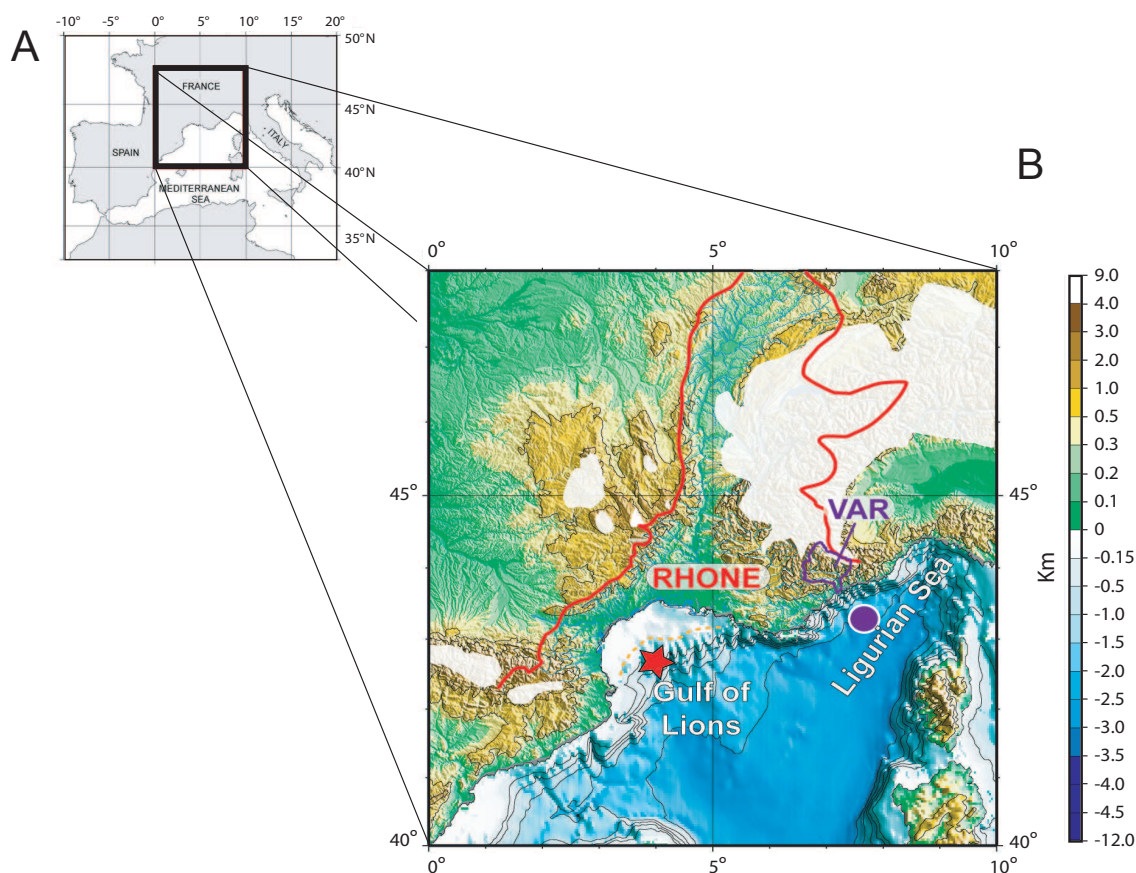 A
-10° -5° 0° 5° 10° 15° 20°
50°N
FRANCE
45°N
ITALY
SPAIN
40°N
MEDITERRANEAN
SEA
35°N
B
0° 5° 10°
9.0
4.0
3.0
2.0
1.0
0.5
0.3
0.2
0.1
0
-0.15
-0.5
-1.0
-1.5
-2.0
-2.5
-3.0
-3.5
-4.0
-4.5
-12.0
Km
45°
45°
VAR
RHONE
Ligurian Sea
Gulf of
Lions
40°
40°
0° 5° 10°